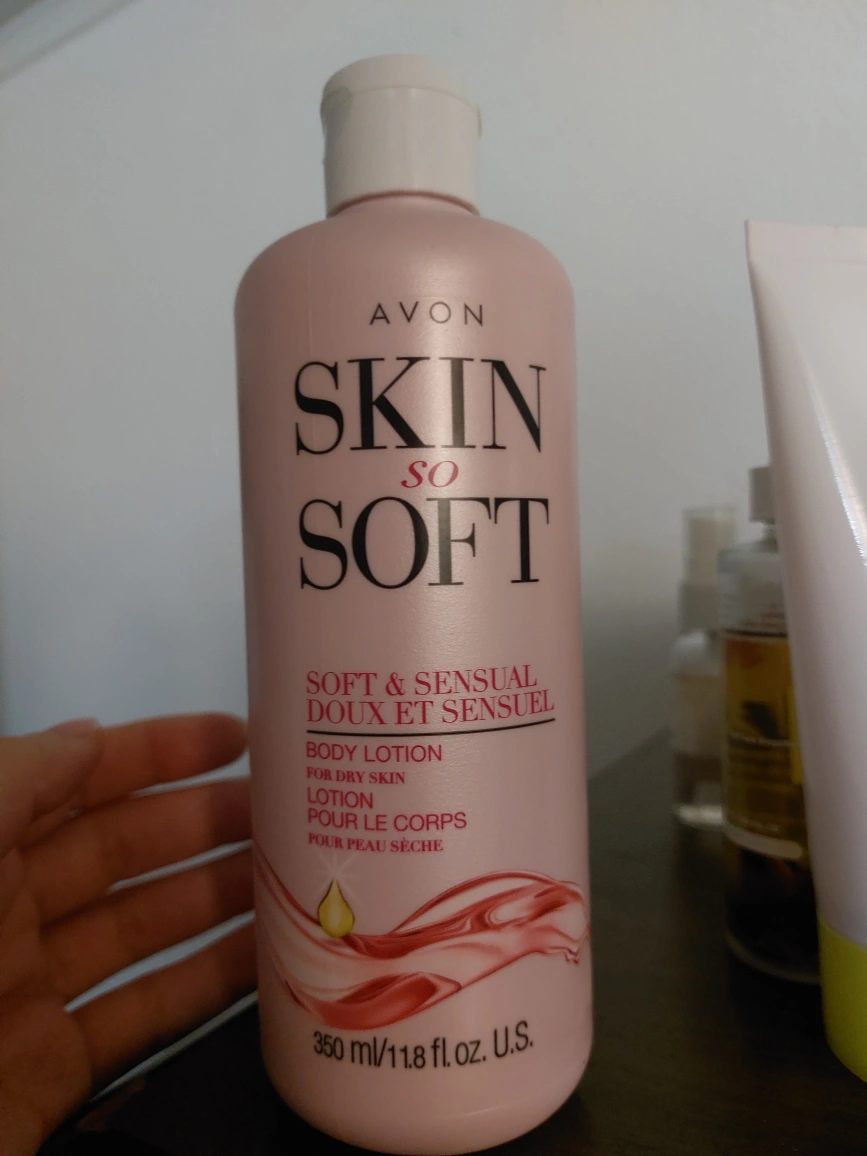 AVON
SKIN
so
SOFT
SOFT & SENSUAL
DOUX ET SENSUEL
BODY LOTION
FOR DRY SKIN
LOTION
POUR LE CORPS
POUR PEAU SÈCHE
350 ml/11.8 fl. oz. U.S.